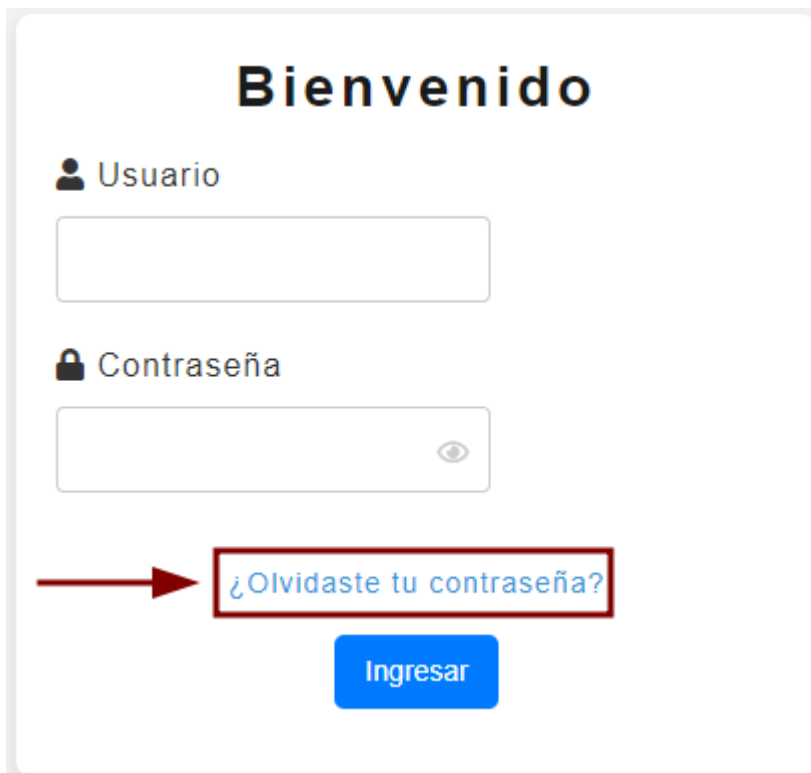 Bienvenido
Usuario
Contraseña
¿Olvidaste tu contraseña?
Ingresar